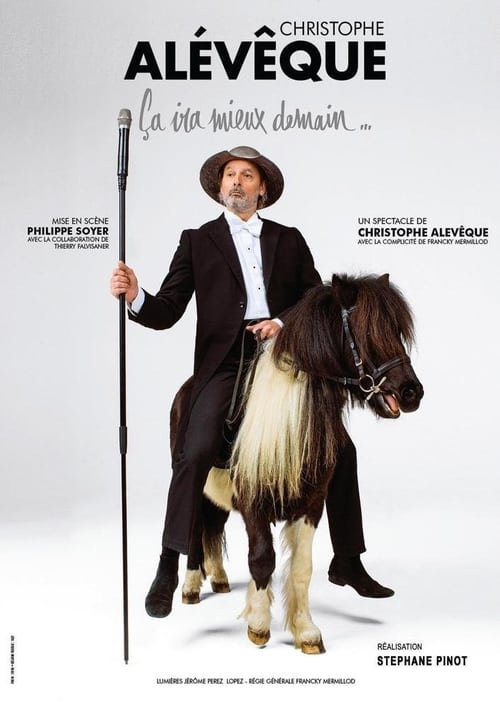 CHRISTOPHE
ALÉVÊQUE
Ça ira mieux demain...
MISE EN SCÈNE
PHILIPPE SOYER
AVEC LA COLLABORATION DE
THIERRY FALVISANER
UN SPECTACLE DE
CHRISTOPHE ALEVÊQUE
AVEC LA COMPLICITÉ DE FRANCKY MERMILLOD
RÉALISATION
STEPHANE PINOT
LUMIÈRES JÉRÔME PEREZ LOPEZ - RÉGIE GÉNÉRALE FRANCKY MERMILLOD